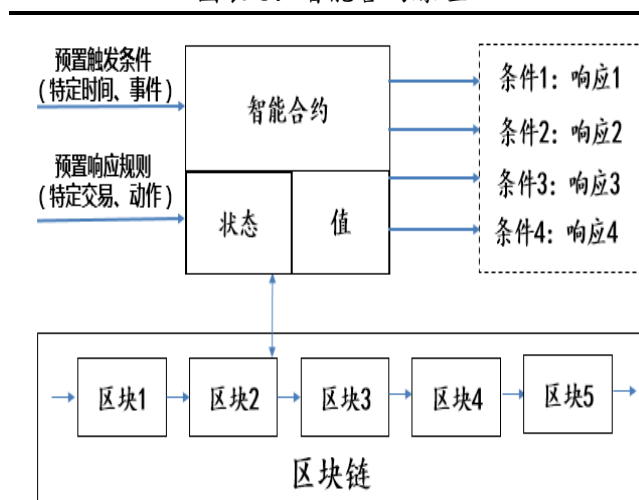 预置触发条件
(特定时间、事件)
智能合约
预置响应规则
(特定交易、动作)
状态
值
条件1：响应1
条件2：响应2
条件3：响应3
条件4：响应4
区块1
区块2
区块3
区块4
区块5
区块链